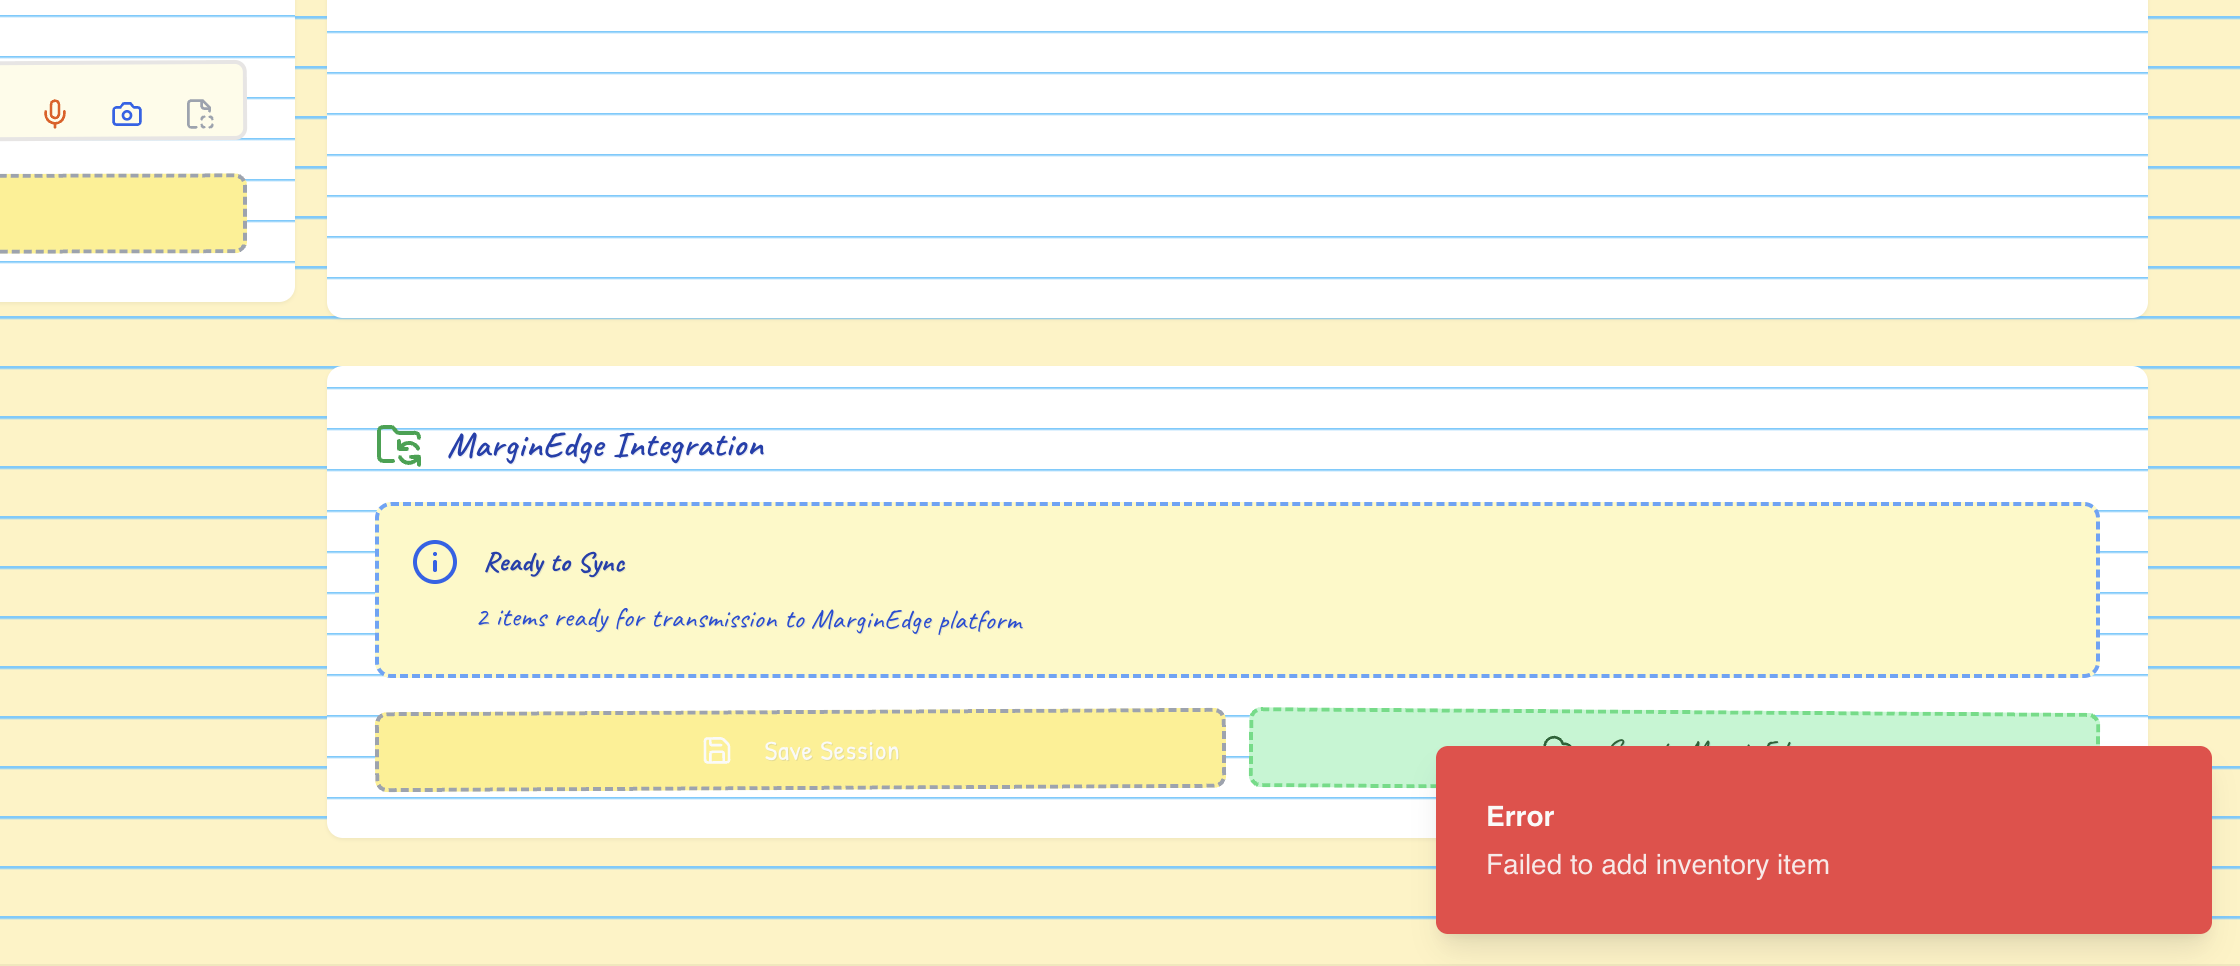 MarginEdge Integration
Ready to Sync
2 items ready for transmission to MarginEdge platform
Save Session
Error
Failed to add inventory item